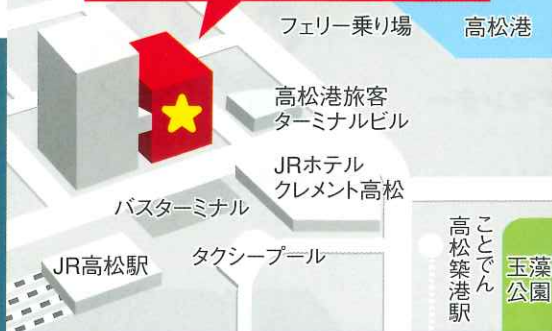 フェリー乗り場
高松港
高松港旅客
ターミナルビル
JRホテル
クレメント高松
バスターミナル
タクシープール
JR高松駅
ことでん
高松築港駅
玉藻
公園